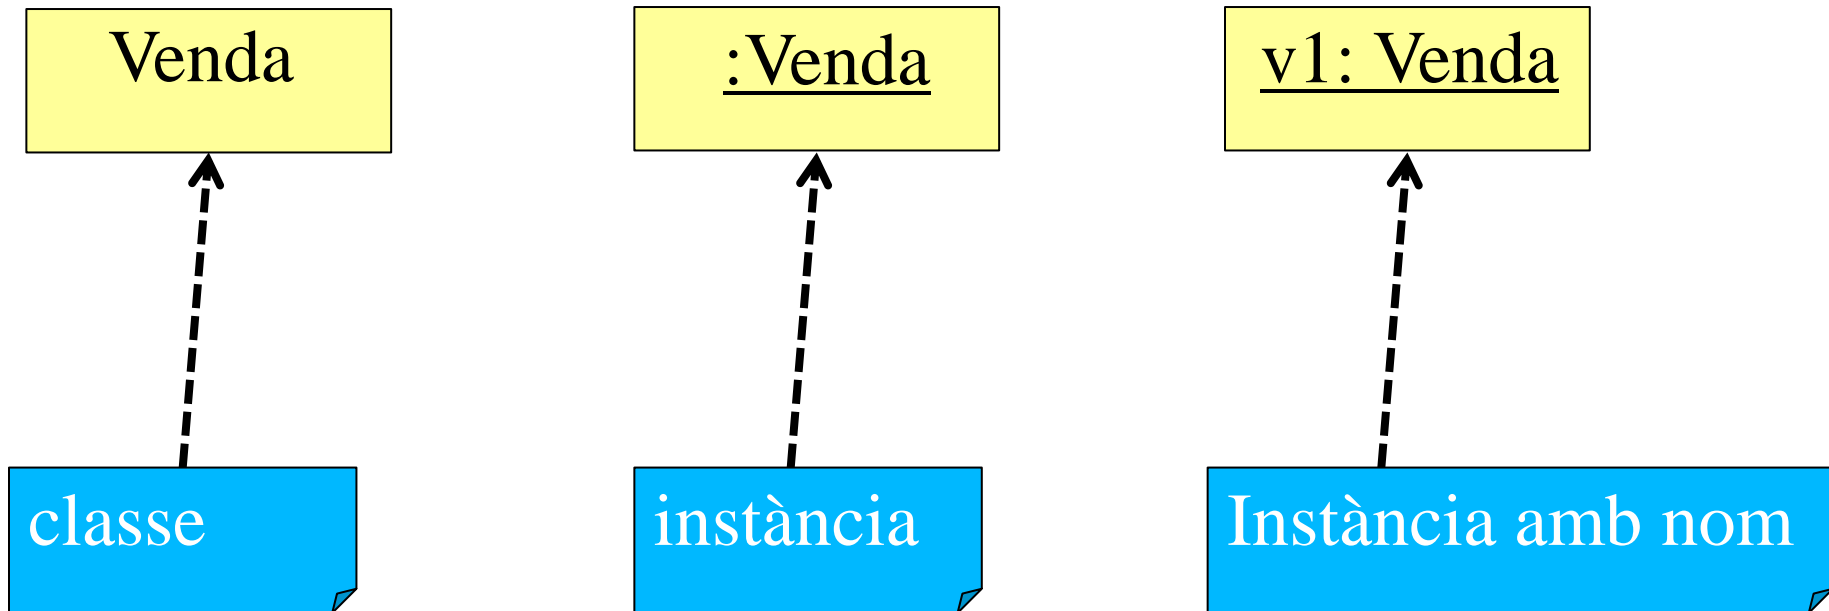 Venda
:Venda
v1: Venda
classe
instància
Instància amb nom